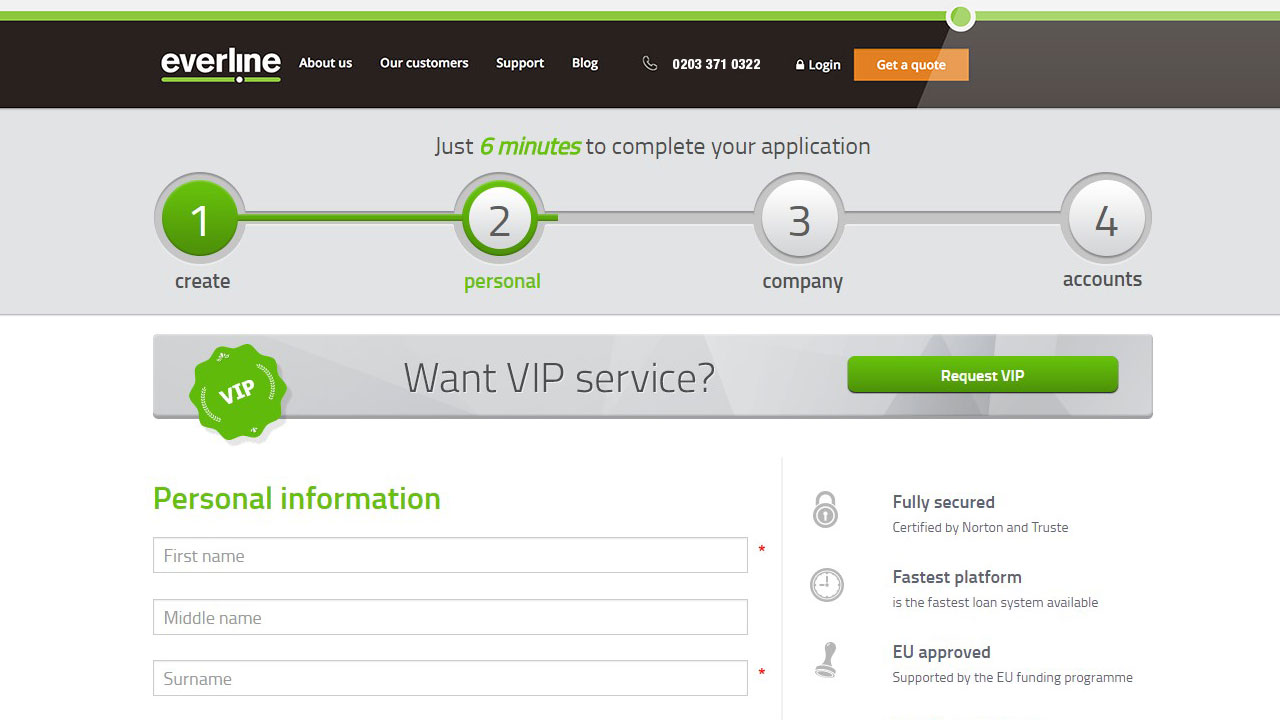 everline
About us
Our customers
Support
Blog
0203 371 0322
Login
Get a quote
Just 6 minutes to complete your application
1
2
3
4
create
personal
company
accounts
VIP
Want VIP service?
Request VIP
Personal information
First name
*
Middle name
Surname
*
Fully secured
Certified by Norton and Truste
Fastest platform
is the fastest loan system available
EU approved
Supported by the EU funding programme